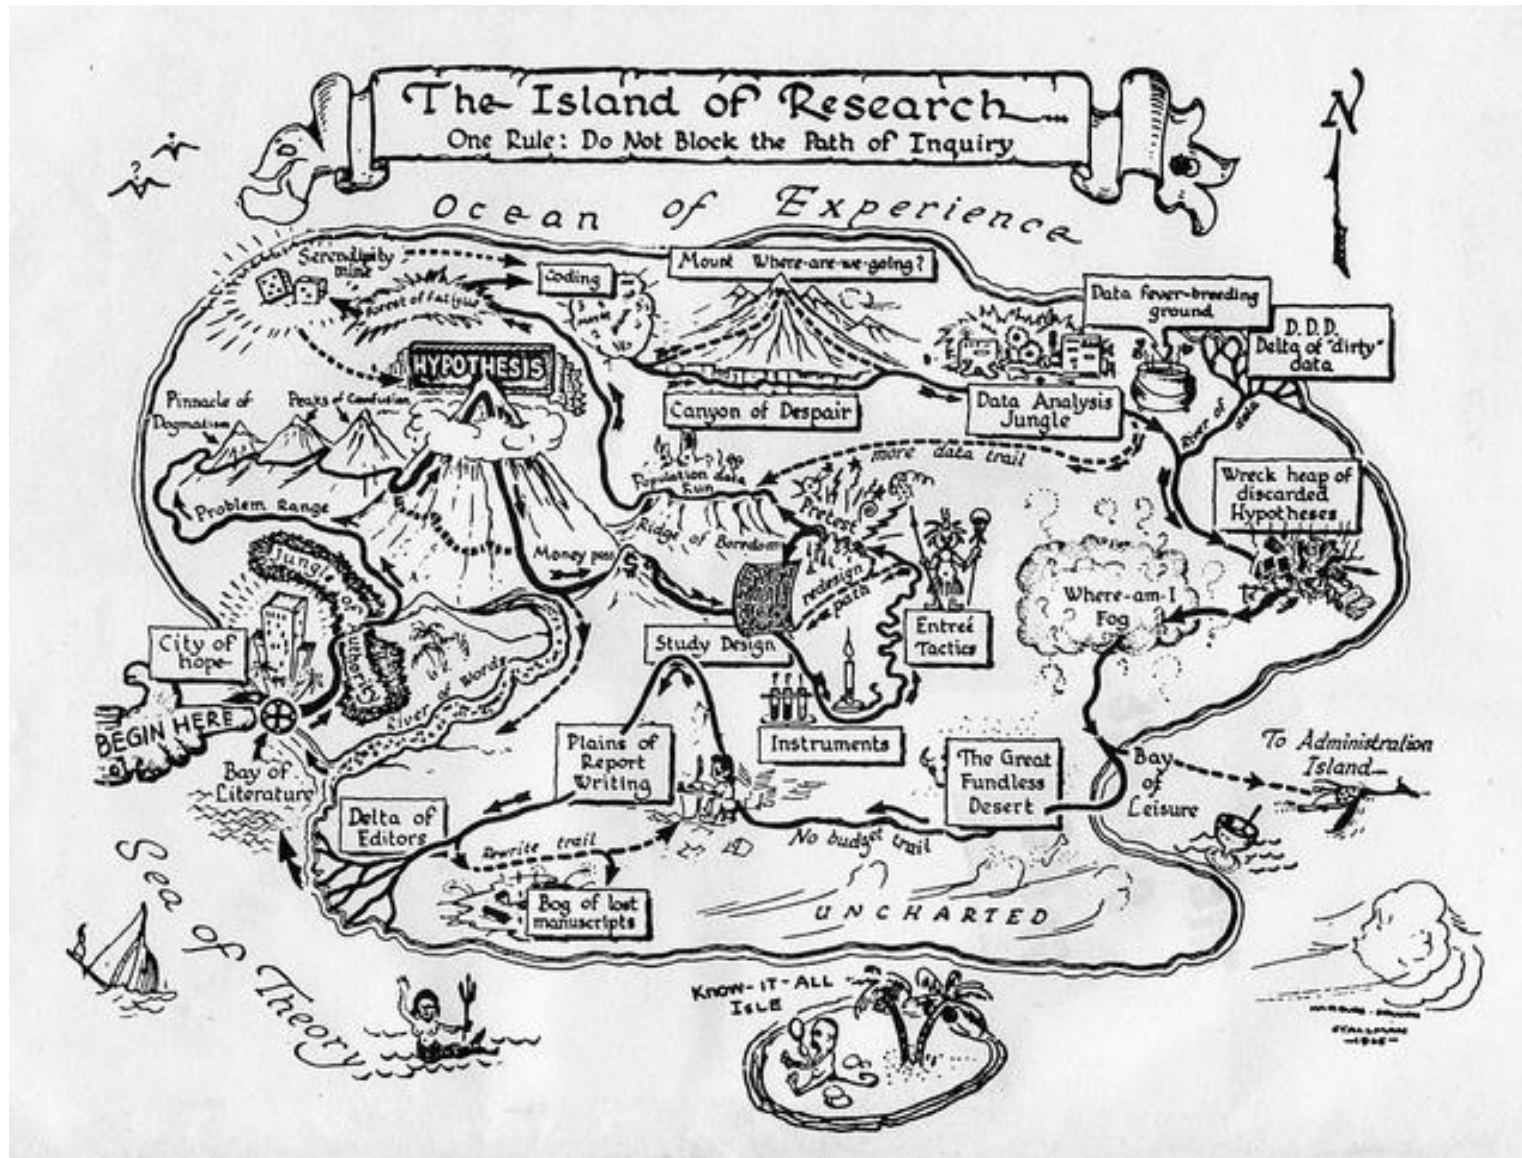 The Island of Research...
One Rule: Do Not Block the Path of Inquiry
N
?
Ocean of Experience
Serendipity
mine
Coding
Mount Where-are-we-going?
Forest of fatigue
Data fever-breeding
ground
D.D.D.
Delta of "dirty"
data
HYPOTHESIS
Pinnacle of
Dogmatism
Peaks of Confusion
Canyon of Despair
Data Analysis
Jungle
River of
data
more data trail
Population data
Run
Pretest
Wreck heap of
discarded
Hypotheses
Problem Range
Ridge of Boredom
Money pass
$
Jungle of Authority
redesign
path
Where-am-I
Fog
City of
hope
Study Design
Entreé
Tactics
River of Words
BEGIN HERE
Plains of
Report
Writing
Instruments
The Great
Fundless
Desert
Bay
of
Leisure
To Administration
Island
Bay of
Literature
Delta of
Editors
Rewrite trail
No budget trail
Bog of lost
manuscripts
UNCHARTED
Sea of Theory
KNOW-IT-ALL
ISLE